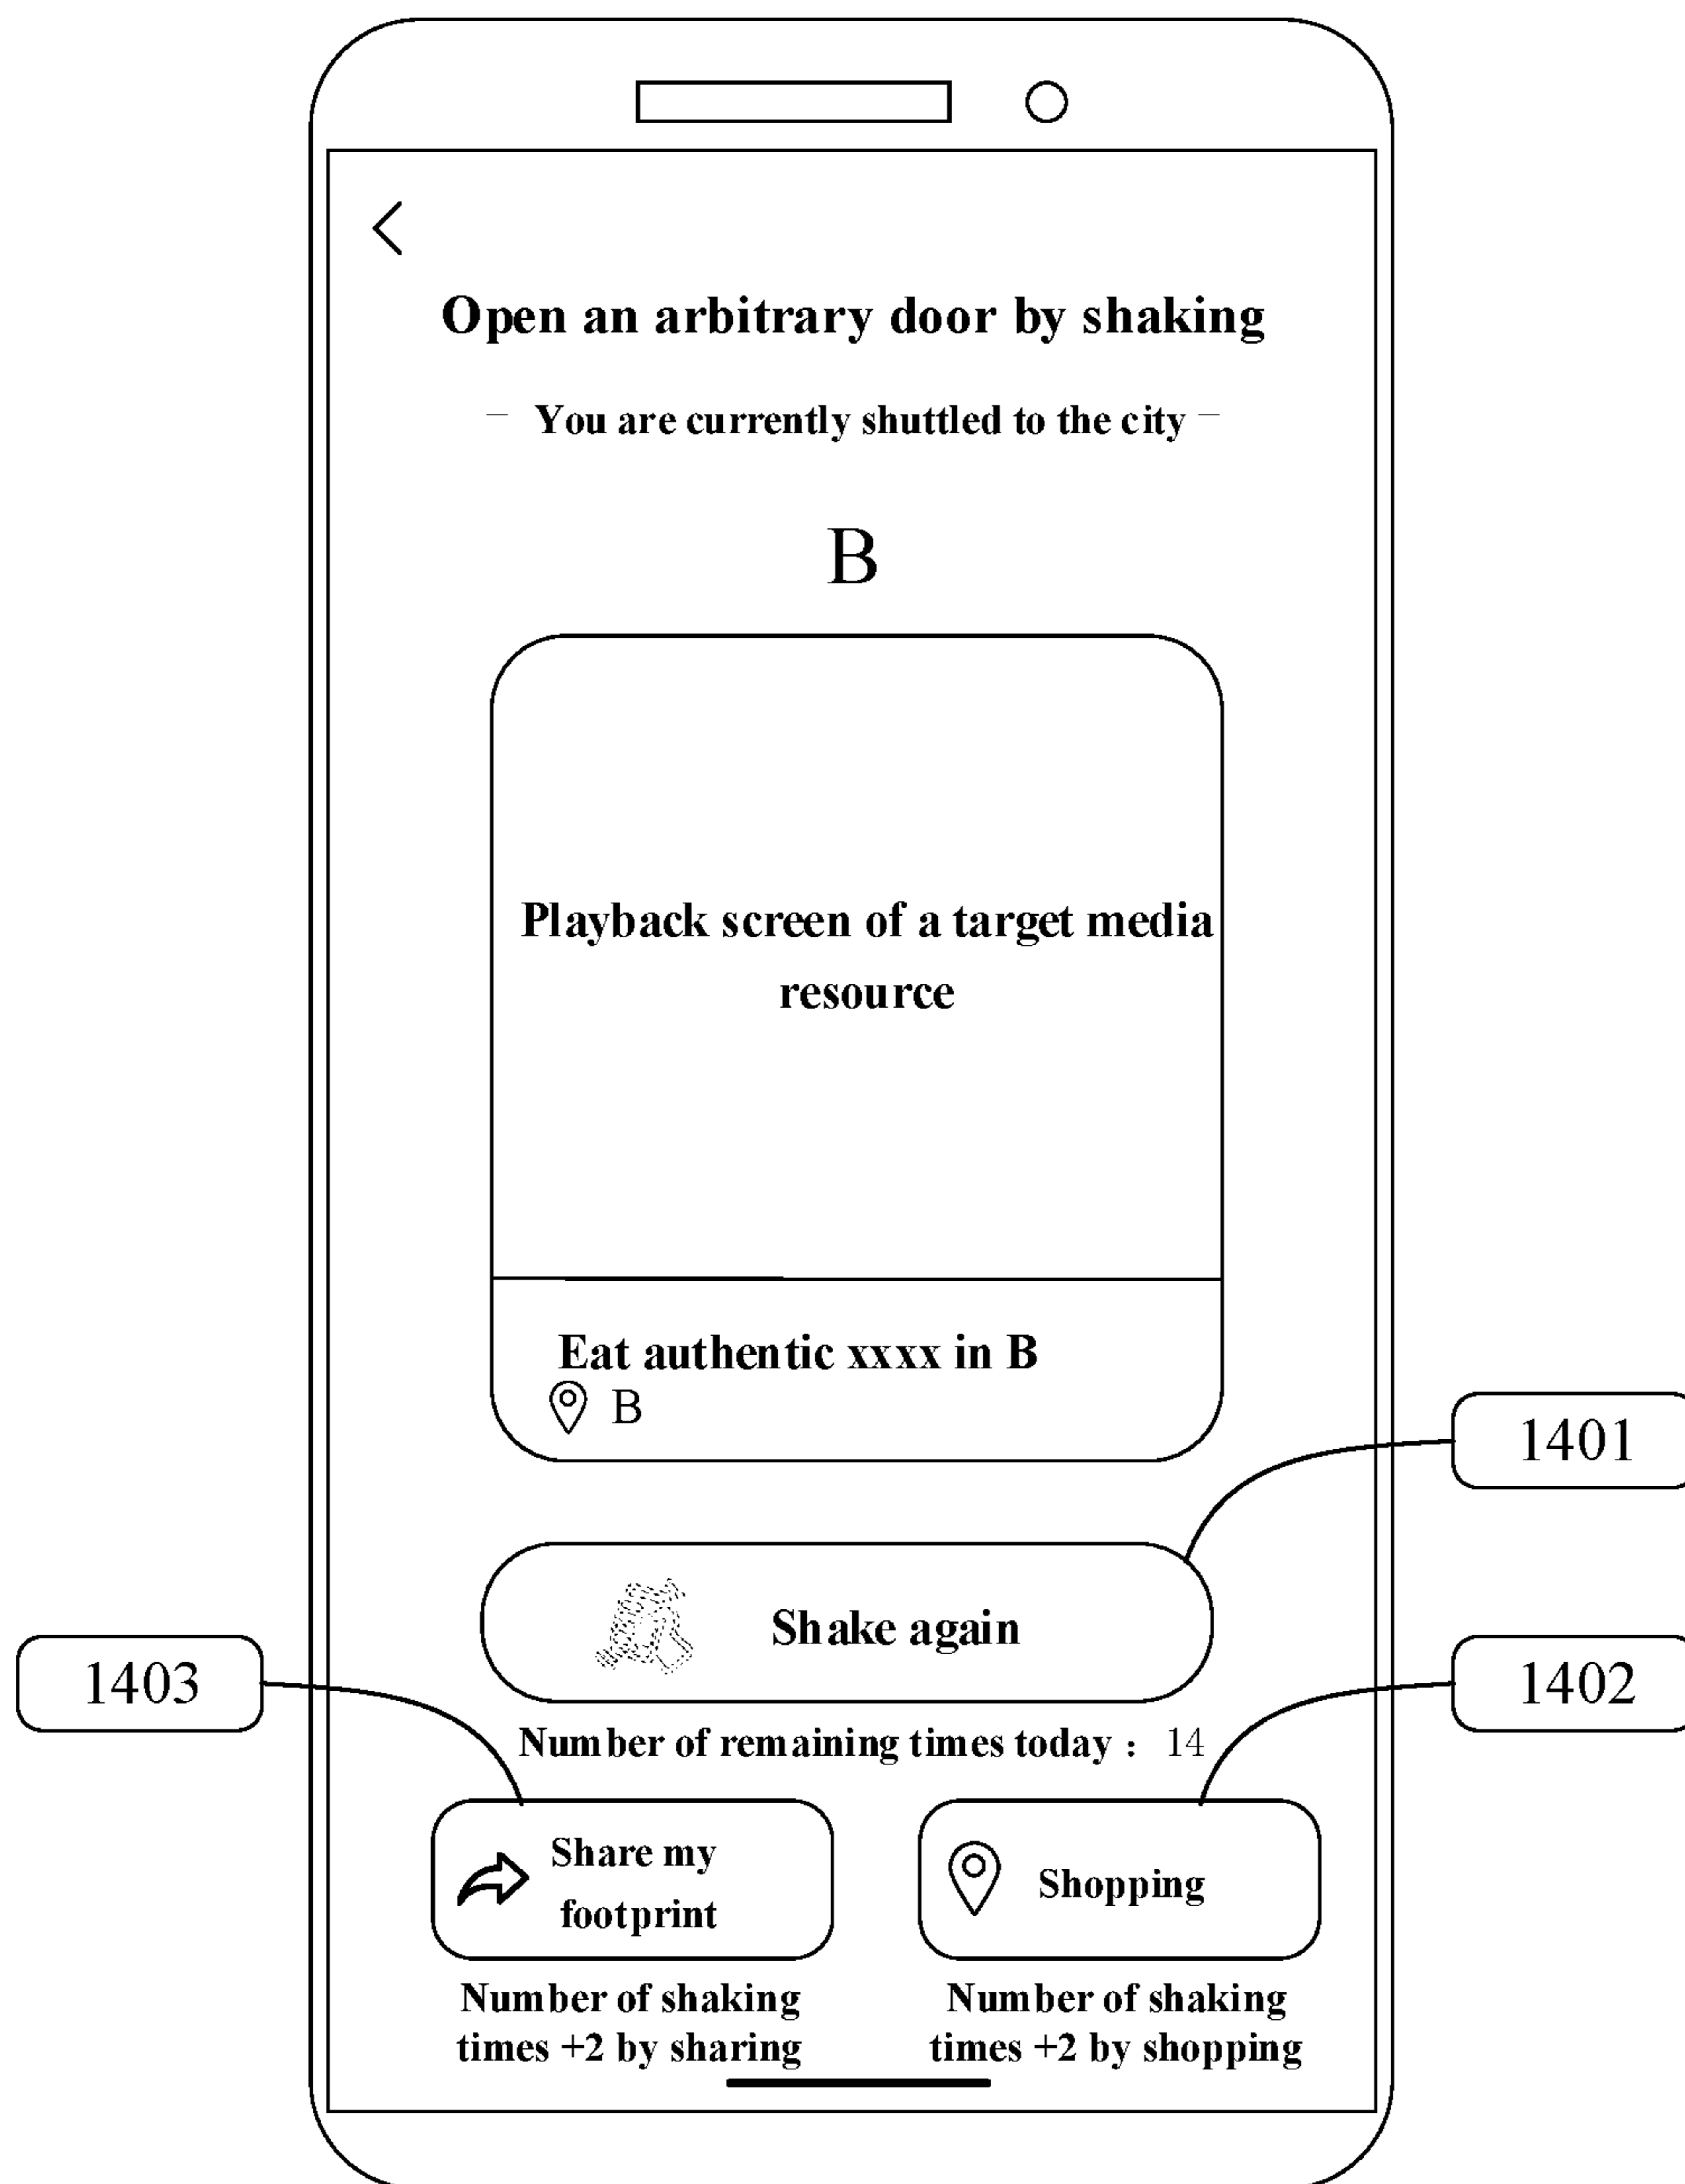 Open an arbitrary door by shaking
– You are currently shuttled to the city –
B
Playback screen of a target media
resource
Eat authentic xxxx in B
B
1401
Shake again
1403
1402
Number of remaining times today： 14
Share my
footprint
Shopping
Number of shaking
times +2 by sharing
Number of shaking
times +2 by shopping